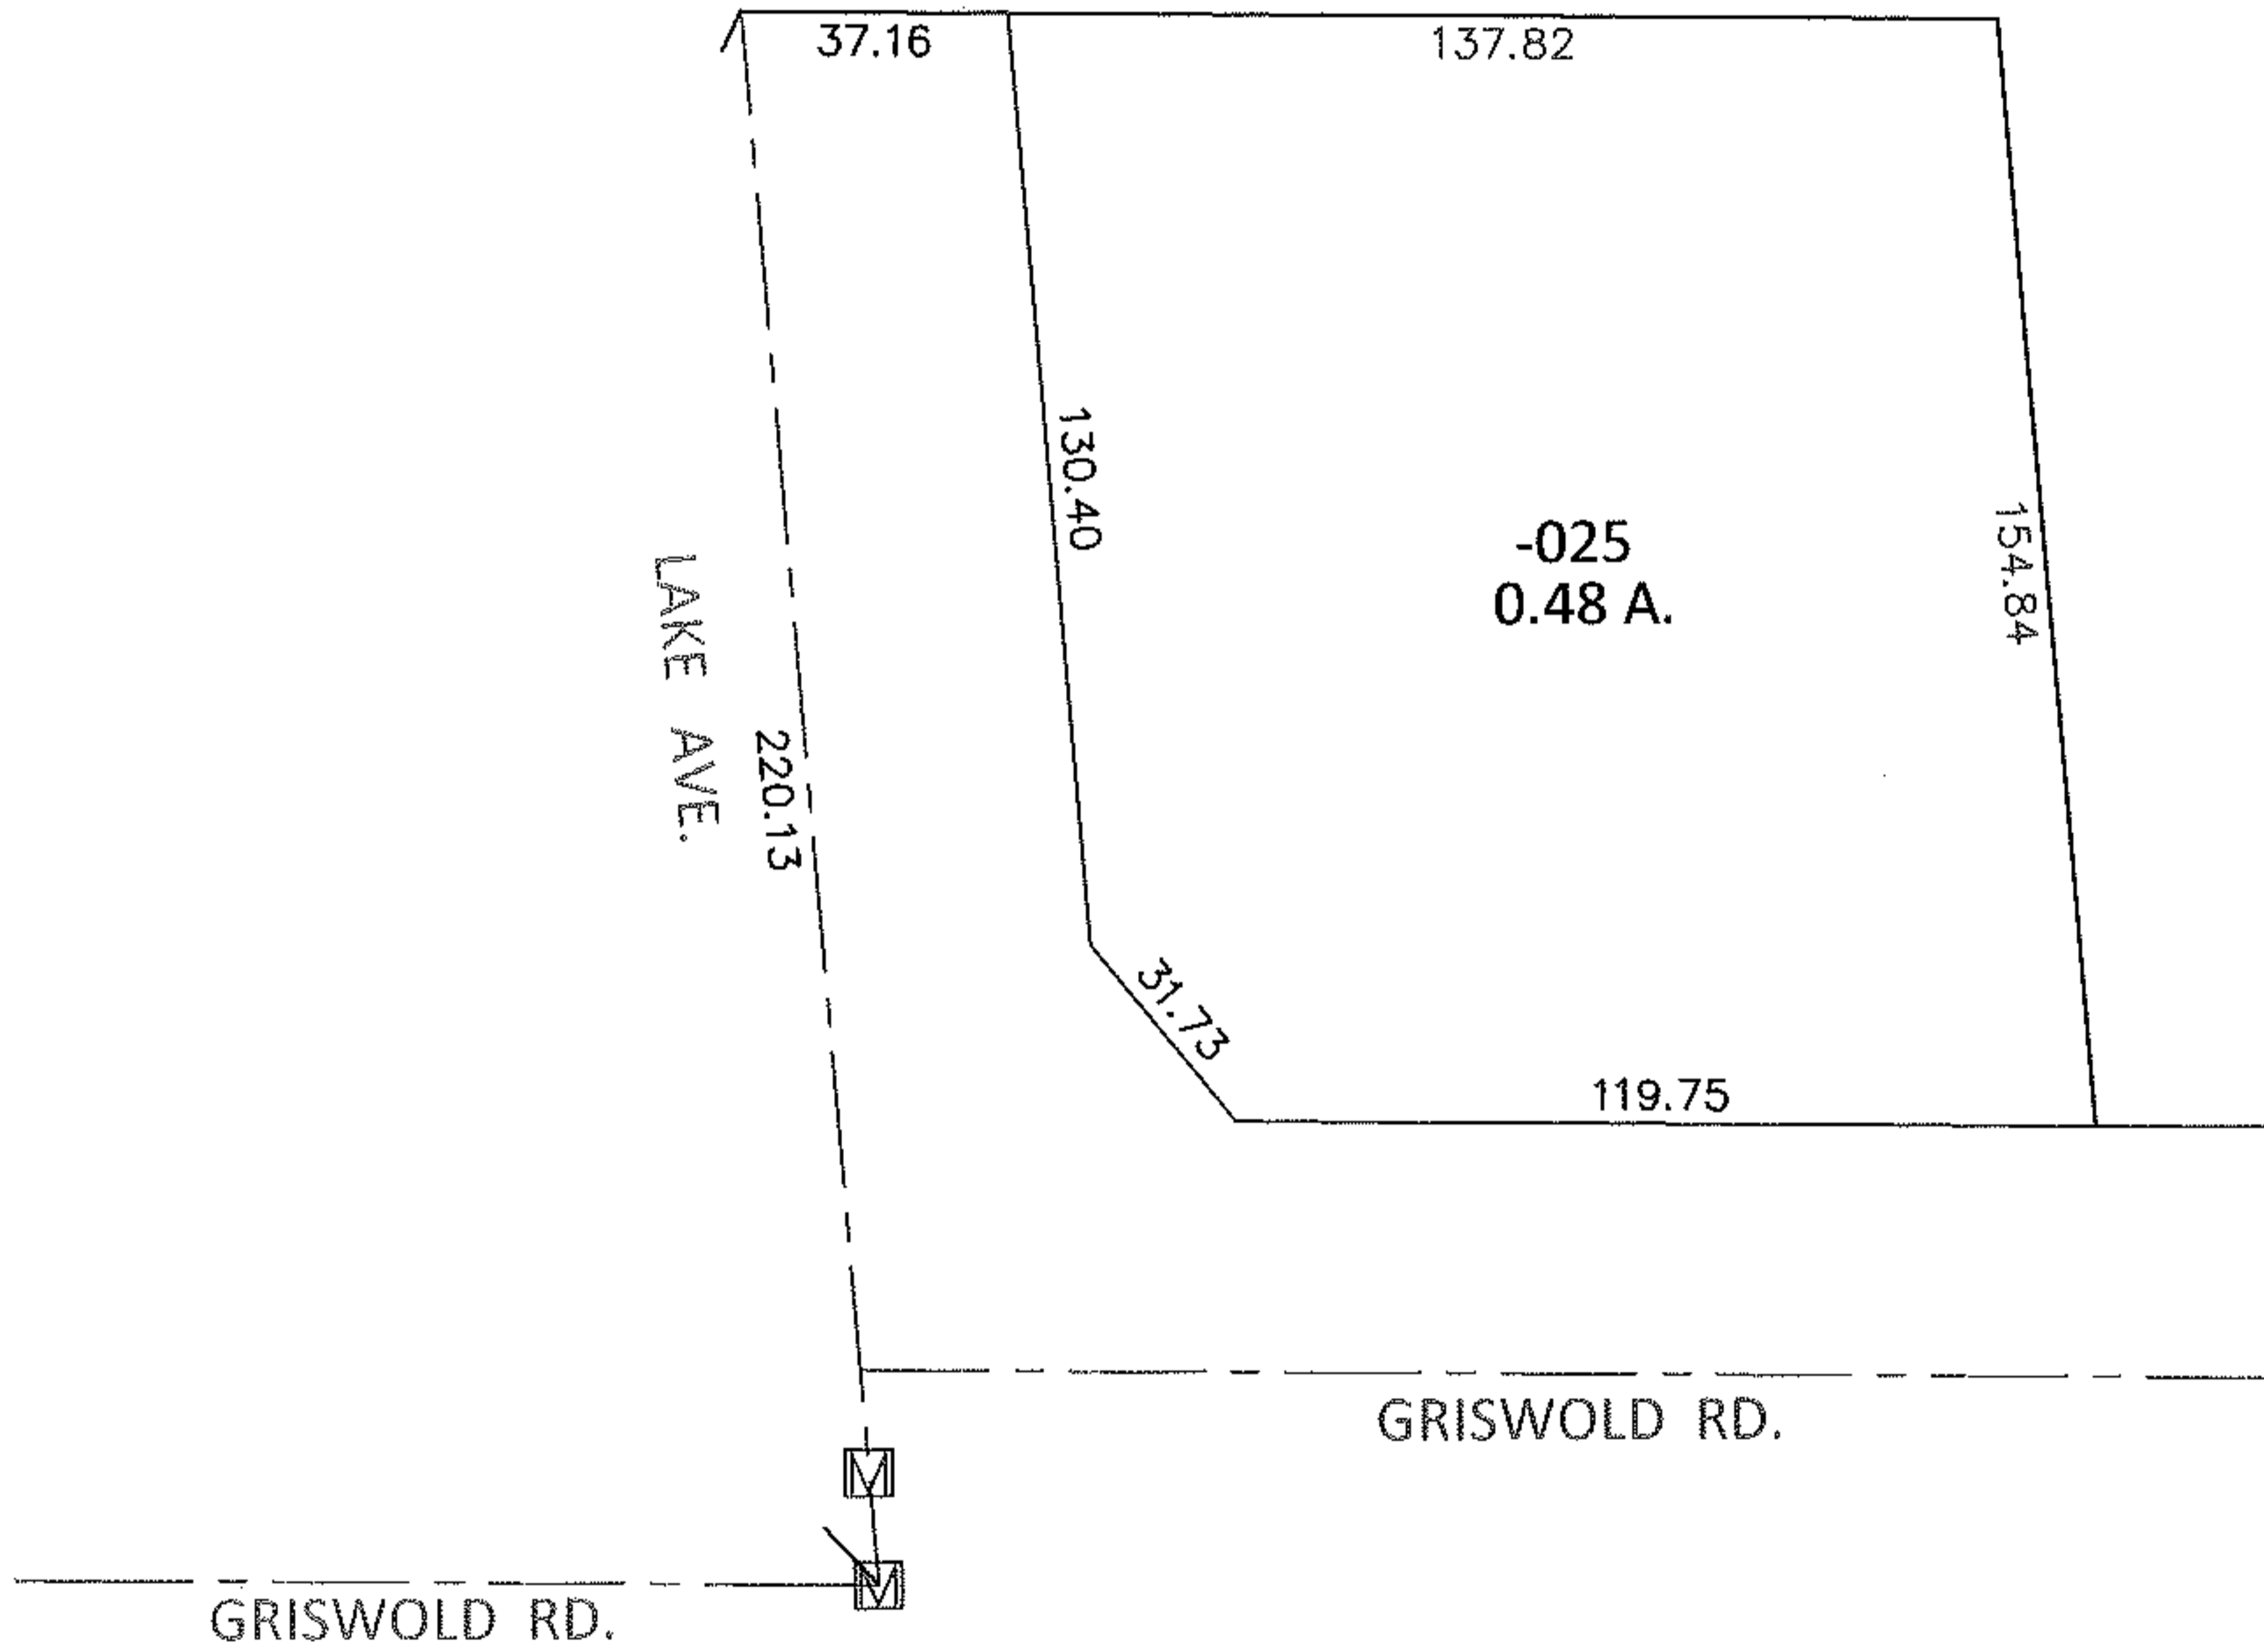 37.16
137.82
130.40
-025
0.48 A.
154.84
LAKE AVE.
220.13
31.73
119.75
GRISWOLD RD.
M
M
GRISWOLD RD.